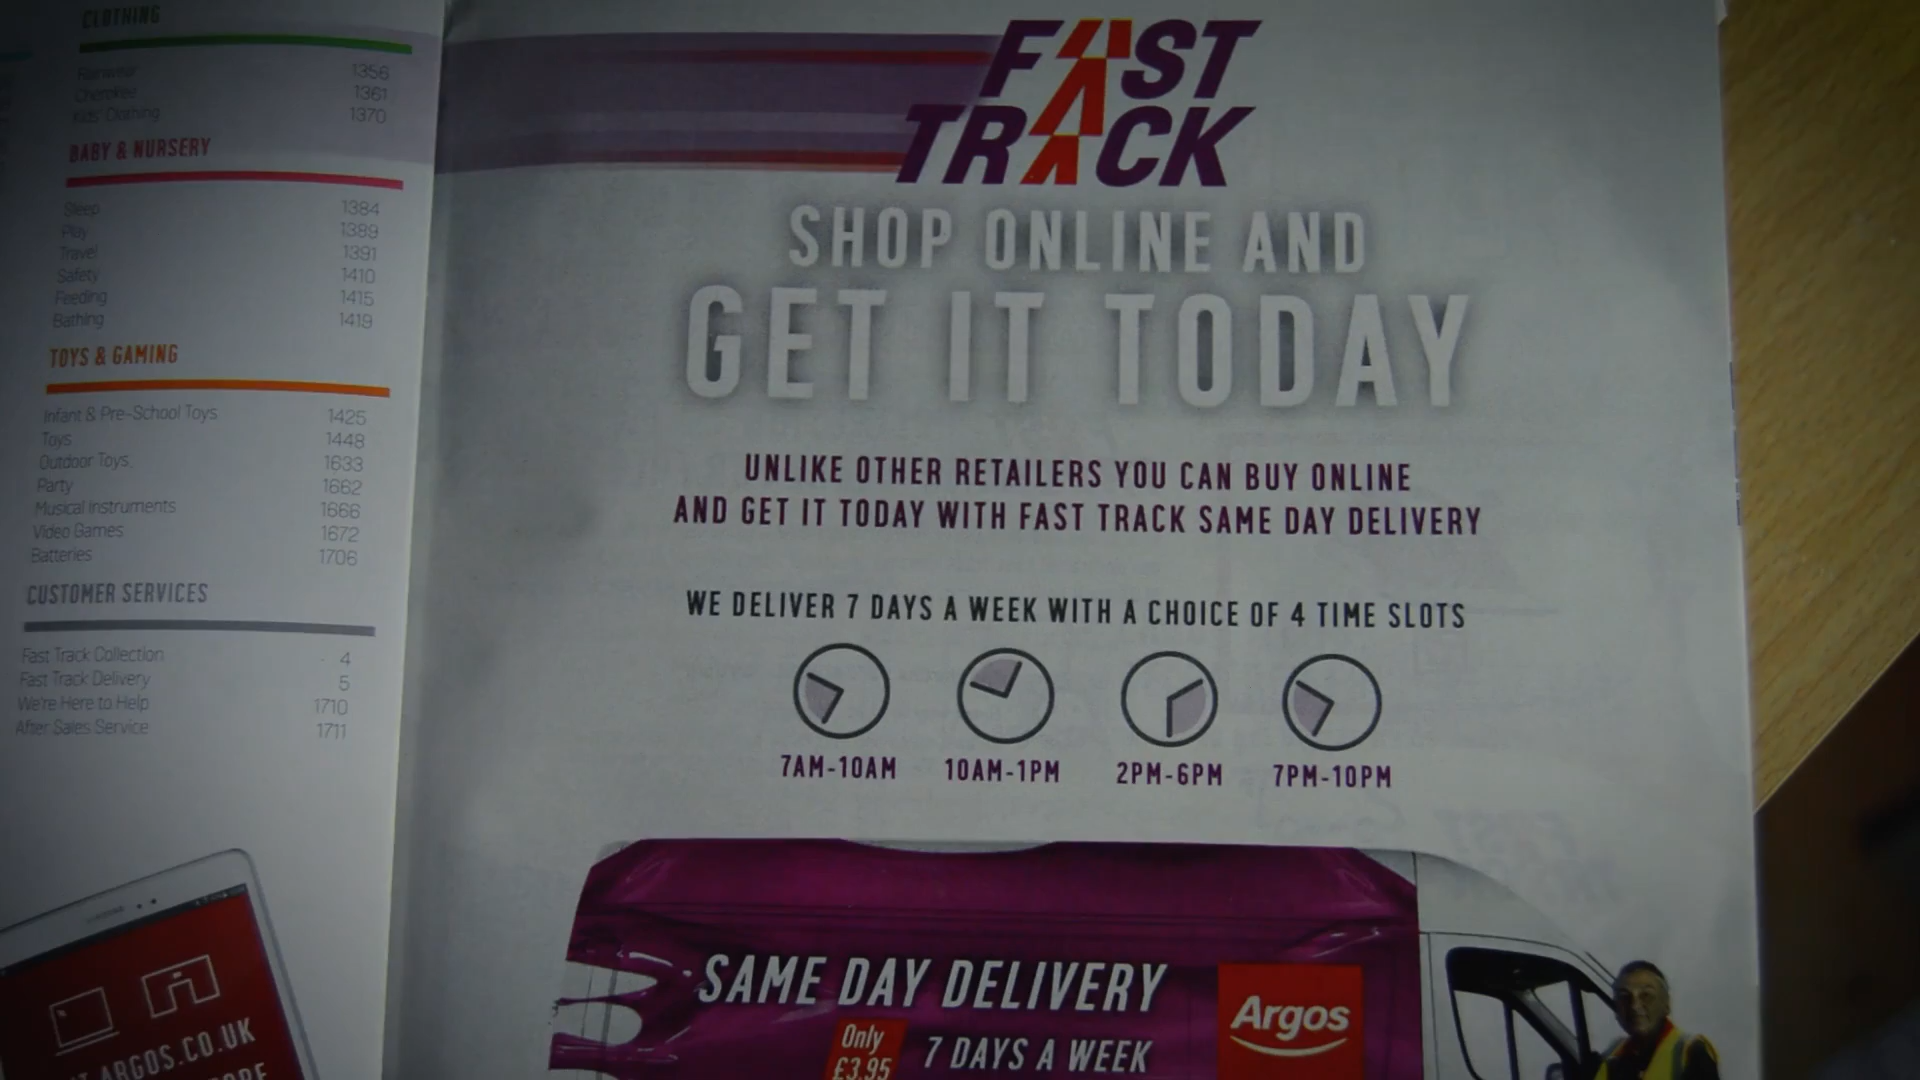 CLOTHING
Cherokee 1361
Kids' Clothing 1370
1356
BABY & NURSERY
Sleep 1384
Play 1389
Travel 1391
Safety 1410
Feeding 1415
Bathing 1419
TOYS & GAMING
Infant & Pre-School Toys 1425
Toys 1448
Outdoor Toys 1633
Party 1662
Musical Instruments 1666
Video Games 1672
Batteries 1706
CUSTOMER SERVICES
Fast Track Collection 4
Fast Track Delivery 5
We're Here to Help 1710
After Sales Service 1711
ARGOS.CO.UK
FAST
TRACK
SHOP ONLINE AND
GET IT TODAY
UNLIKE OTHER RETAILERS YOU CAN BUY ONLINE
AND GET IT TODAY WITH FAST TRACK SAME DAY DELIVERY
WE DELIVER 7 DAYS A WEEK WITH A CHOICE OF 4 TIME SLOTS
7AM-10AM 10AM-1PM 2PM-6PM 7PM-10PM
SAME DAY DELIVERY
Only
£3.95
7 DAYS A WEEK
Argos